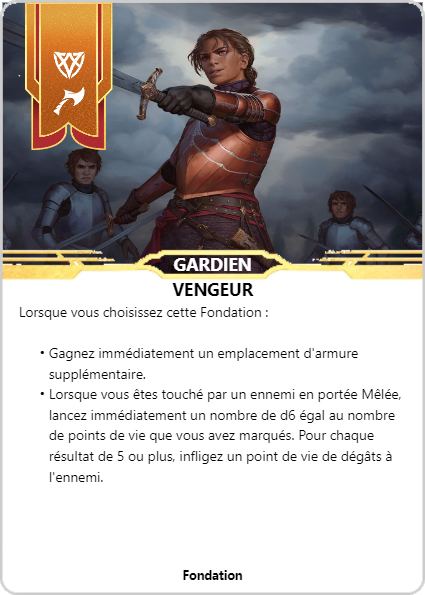 GARDIEN
VENGEUR
Lorsque vous choisissez cette Fondation :
• Gagnez immédiatement un emplacement d'armure
supplémentaire.
• Lorsque vous êtes touché par un ennemi en portée Mêlée,
lancez immédiatement un nombre de d6 égal au nombre
de points de vie que vous avez marqués. Pour chaque
résultat de 5 ou plus, infligez un point de vie de dégâts à
l'ennemi.
Fondation